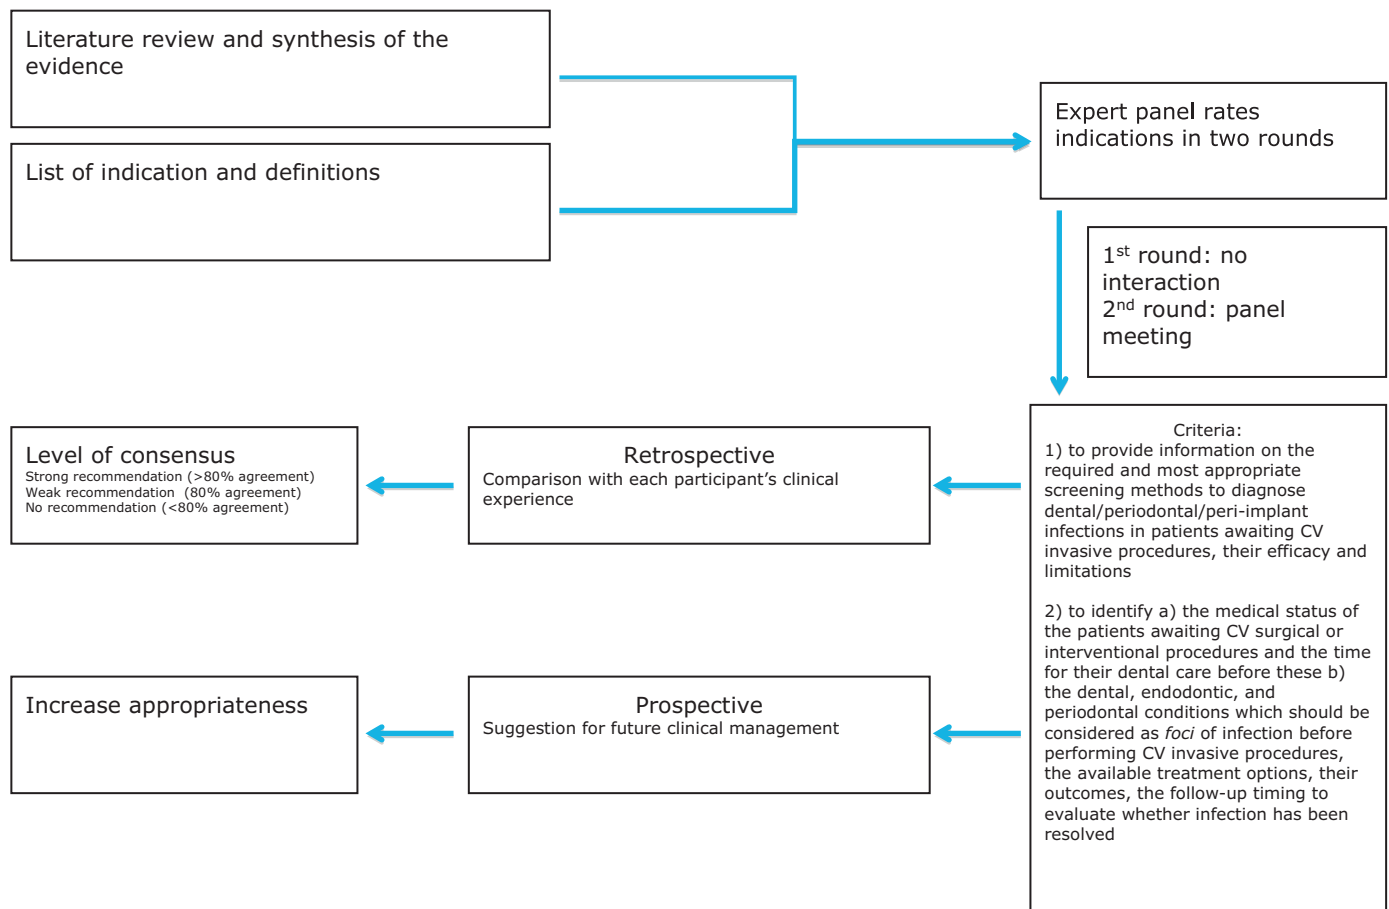 Literature review and synthesis of the
evidence
List of indication and definitions
Expert panel rates
indications in two rounds
1st round: no
interaction
2nd round: panel
meeting
Criteria:
1) to provide information on the
required and most appropriate
screening methods to diagnose
dental/periodontal/peri-implant
infections in patients awaiting CV
invasive procedures, their efficacy and
limitations
2) to identify a) the medical status of
the patients awaiting CV surgical or
interventional procedures and the time
for their dental care before these b)
the dental, endodontic, and
periodontal conditions which should be
considered as foci of infection before
performing CV invasive procedures,
the available treatment options, their
outcomes, the follow-up timing to
evaluate whether infection has been
resolved
Retrospective
Comparison with each participant's clinical
experience
Level of consensus
Strong recommendation (>80% agreement)
Weak recommendation (80% agreement)
No recommendation (<80% agreement)
Prospective
Suggestion for future clinical management
Increase appropriateness